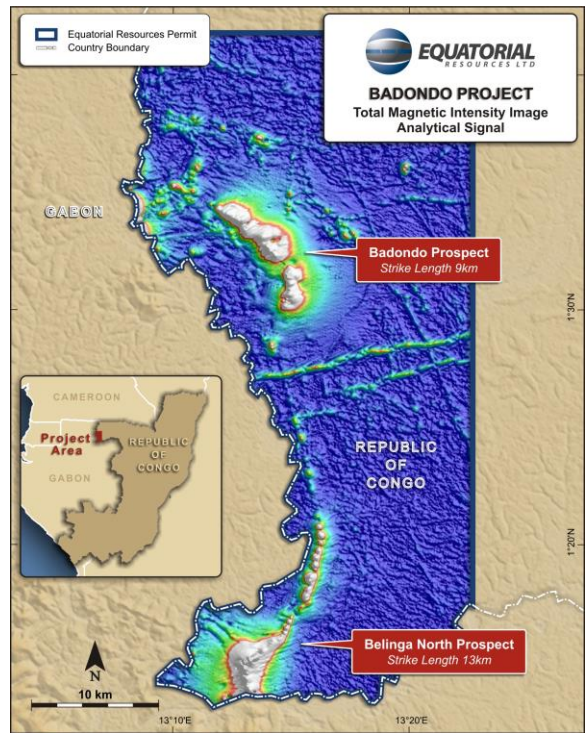 Equatorial Resources Permit
Country Boundary
EQUATORIAL
RESOURCES LTD
BADONDO PROJECT
Total Magnetic Intensity Image
Analytical Signal
GABON
Badondo Prospect
Strike Length 9km
1°30'N
CAMEROON
Project
Area
REPUBLIC
OF
CONGO
GABON
REPUBLIC
OF
CONGO
1°20'N
Belinga North Prospect
Strike Length 13km
N
10 km
13°10'E
13°20'E